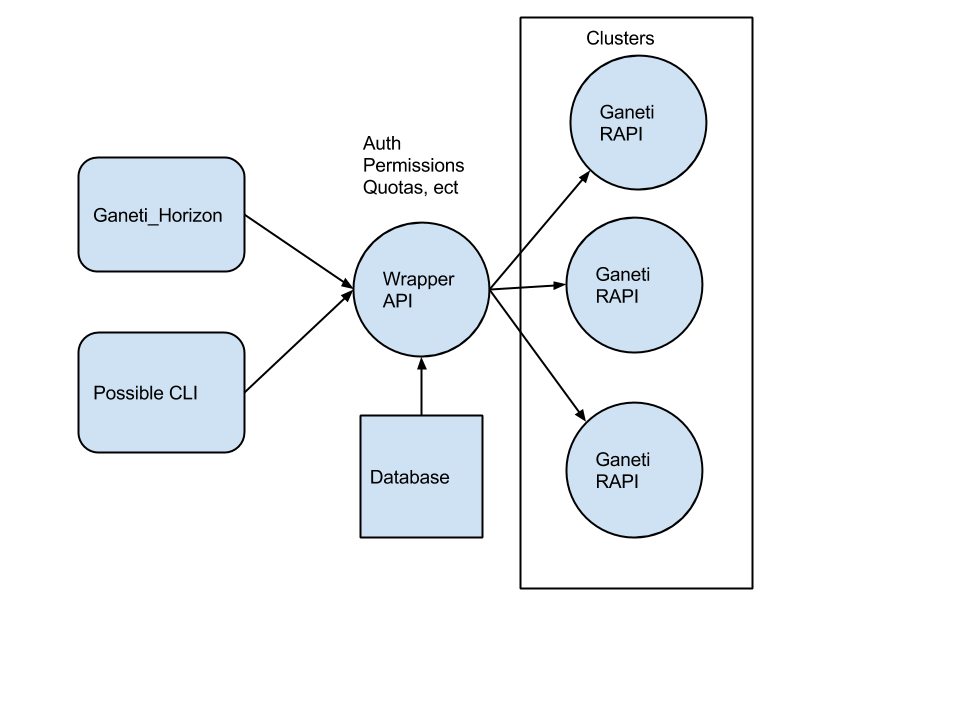 Clusters
Ganeti
RAPI
Auth
Permissions
Quotas, ect
Ganeti_Horizon
Wrapper
API
Ganeti
RAPI
Possible CLI
Database
Ganeti
RAPI